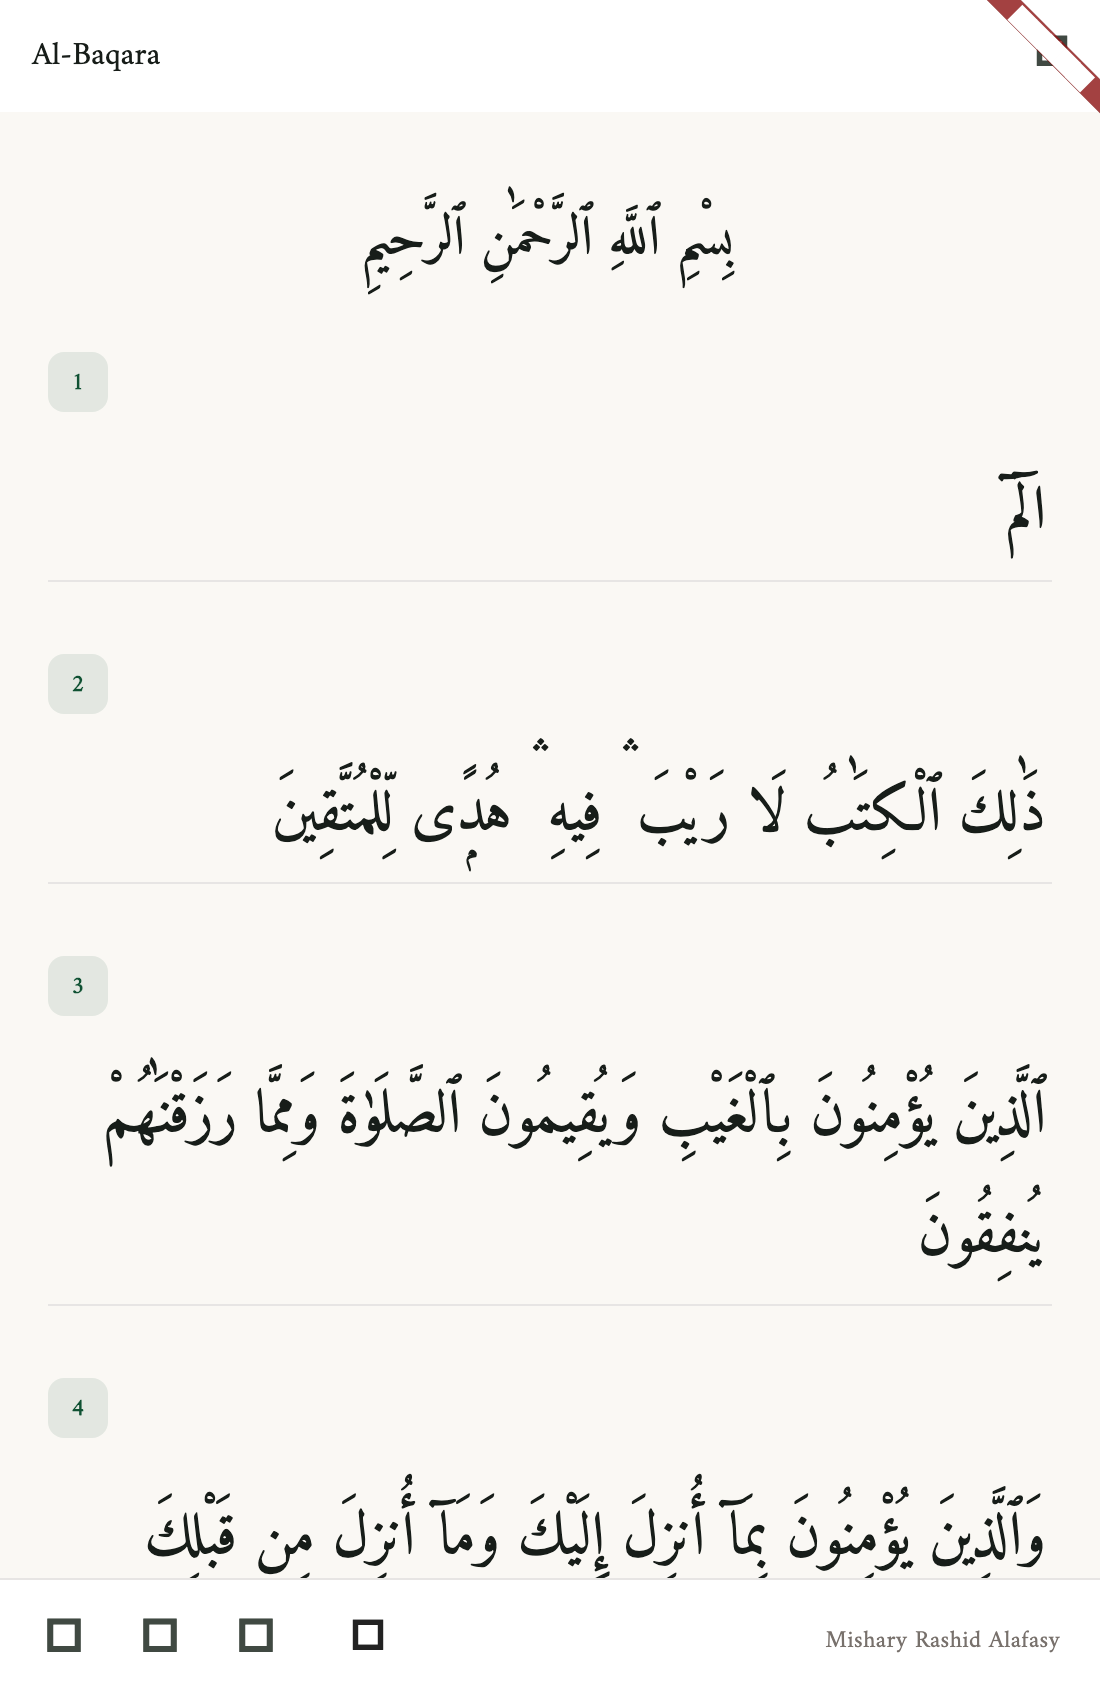 Al-Baqara
بِسْمِ ٱللَّهِ ٱلرَّحْمَٰنِ ٱلرَّحِيمِ
1
الٓمٓ
2
ذَٰلِكَ ٱلْكِتَٰبُ لَا رَيْبَ ۛ فِيهِ ۛ هُدًۭى لِّلْمُتَّقِينَ
3
ٱلَّذِينَ يُؤْمِنُونَ بِٱلْغَيْبِ وَيُقِيمُونَ ٱلصَّلَوٰةَ وَمِمَّا رَزَقْنَٰهُمْ
يُنفِقُونَ
4
وَٱلَّذِينَ يُؤْمِنُونَ بِمَآ أُنزِلَ إِلَيْكَ وَمَآ أُنزِلَ مِن قَبْلِكَ
Mishary Rashid Alafasy